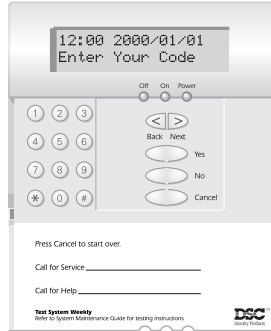 12:00 2000/01/01
Enter Your Code
Off On Power
1 2 3
< >
Back Next
4 5 6
Yes
7 8 9
No
* 0 #
Cancel
Press Cancel to start over.
Call for Service
Call for Help
Test System Weekly
Refer to System Maintenance Guide for testing instructions
DSC™
Security Products